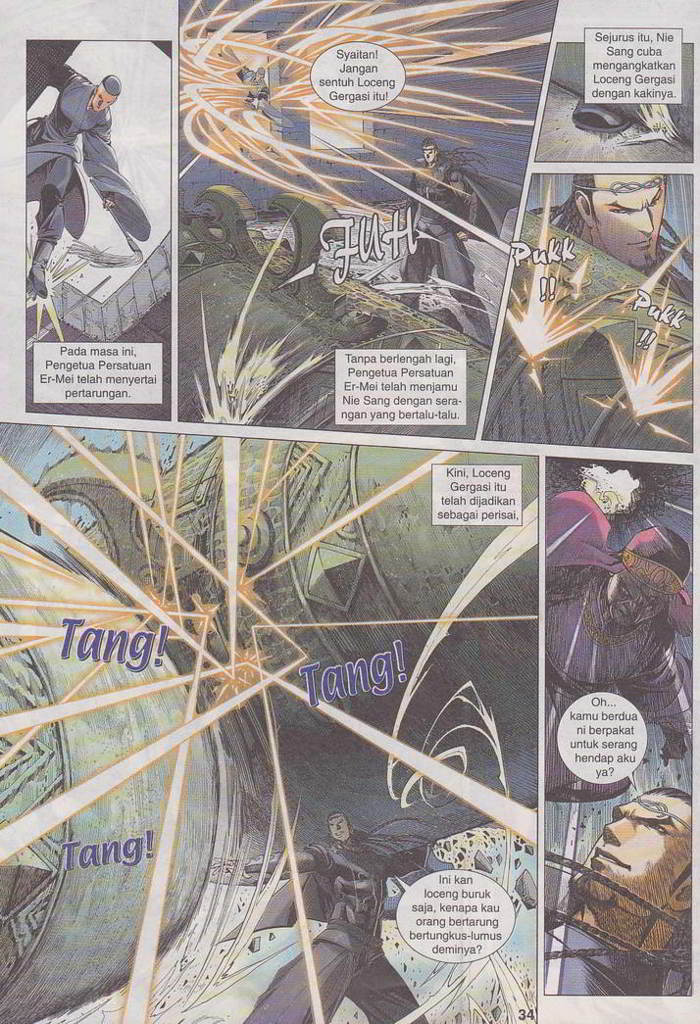 Pada masa ini,
Pengetua Persatuan
Er-Mei telah menyertai
pertarungan.
Syaitan!
Jangan
sentuh Loceng
Gergasi itu!
JUH
Tanpa berlengah lagi,
Pengetua Persatuan
Er-Mei telah menjamu
Nie Sang dengan sera-
ngan yang bertalu-talu.
Sejurus itu, Nie
Sang cuba
mengangkatkan
Loceng Gergasi
dengan kakinya.
Pukk
!!
Pukk
!!
Kini, Loceng
Gergasi itu
telah dijadikan
sebagai perisai,
Tang!
Tang!
Tang!
Ini kan
loceng buruk
saja, kenapa kau
orang bertarung
bertungkus-lumus
deminya?
Oh...
kamu berdua
ni berpakat
untuk serang
hendap aku
ya?
34